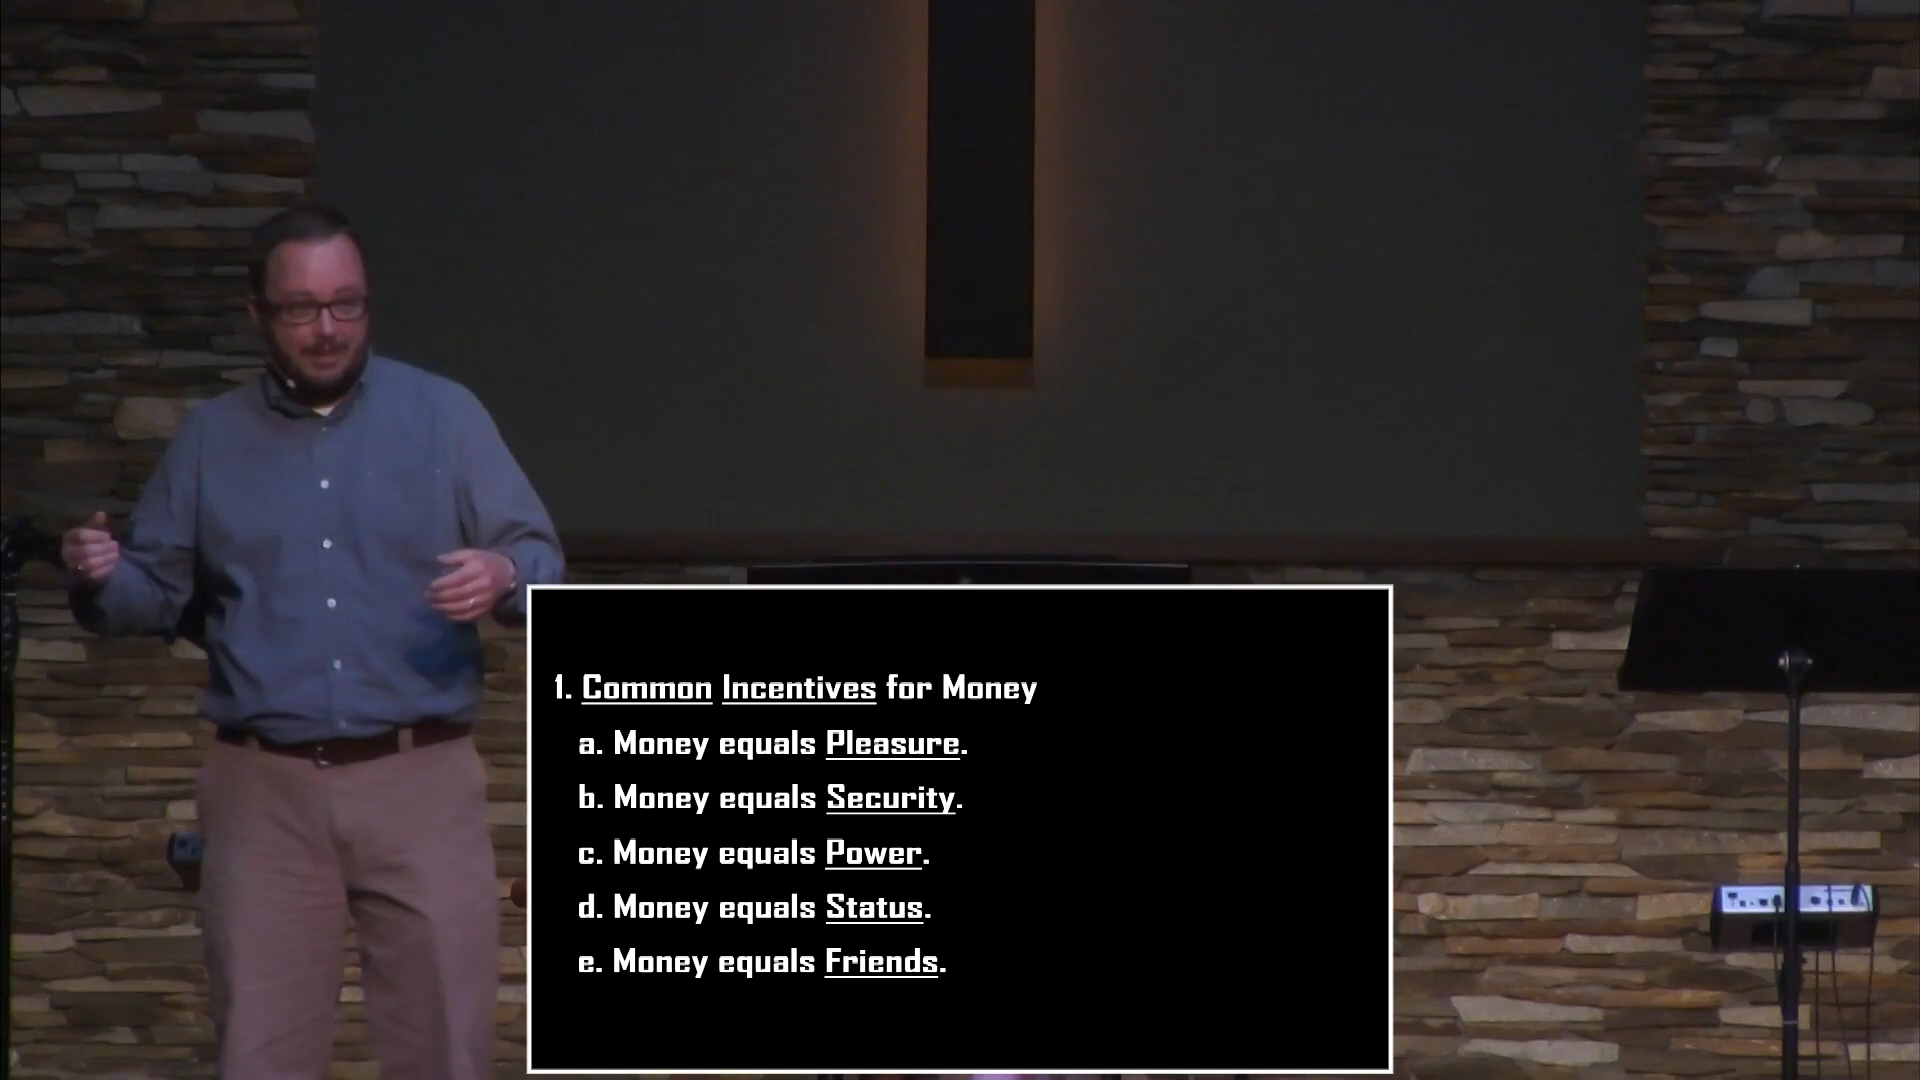 1. Common Incentives for Money
a. Money equals Pleasure.
b. Money equals Security.
c. Money equals Power.
d. Money equals Status.
e. Money equals Friends.